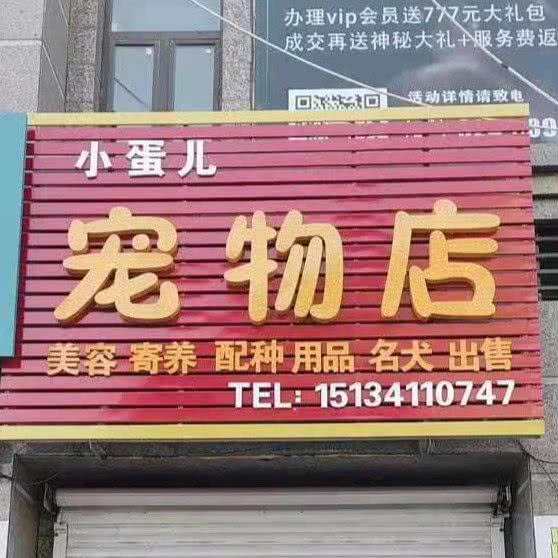 办理vip会员送777元大礼包
成交再送神秘大礼+服务费返
活动详情请致电
小蛋儿
宠物店
美容 寄养 配种 用品 名犬 出售
TEL: 15134110747